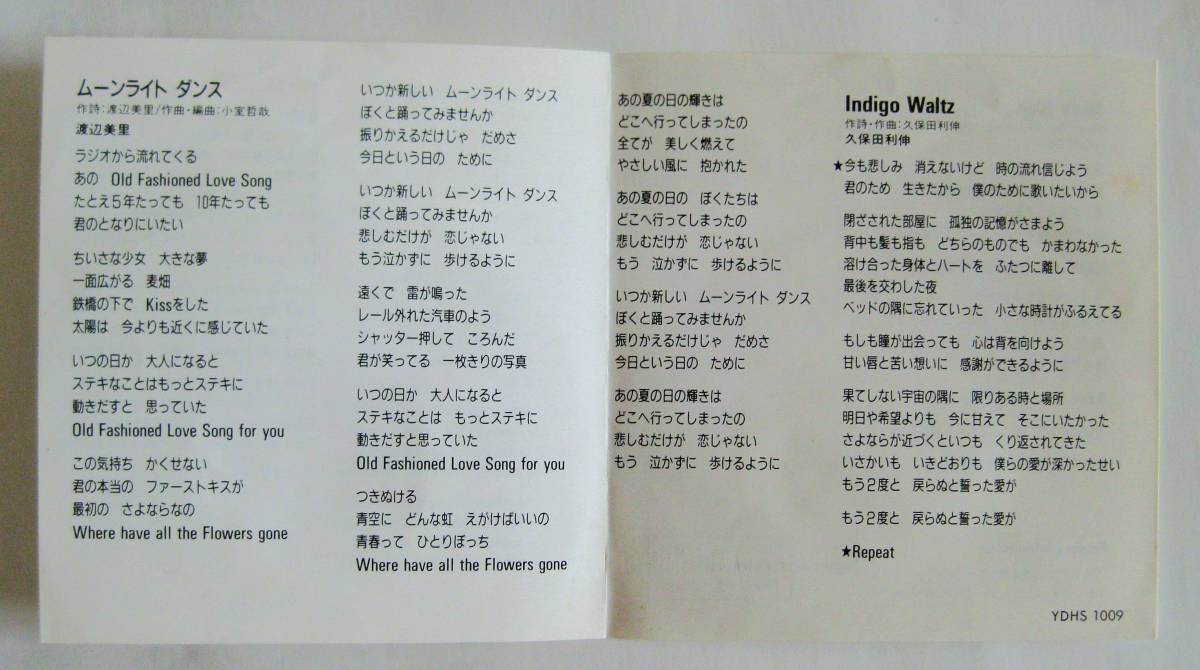 ムーンライト ダンス
作詩：渡辺美里/作曲・編曲：小室哲哉
渡辺美里
ラジオから流れてくる
あの Old Fashioned Love Song
たとえ5年たっても 10年たっても
君のとなりにいたい
ちいさな少女 大きな夢
一面広がる 麦畑
鉄橋の下で Kissをした
太陽は 今よりも近くに感じていた
いつの日か 大人になると
ステキなことはもっとステキに
動きだすと 思っていた
Old Fashioned Love Song for you
この気持ち かくせない
君の本当の ファーストキスが
最初の さよならなの
Where have all the Flowers gone
いつか新しい ムーンライト ダンス
ぼくと踊ってみませんか
振りかえるだけじゃ だめさ
今日という日の ために
いつか新しい ムーンライト ダンス
ぼくと踊ってみませんか
悲しむだけが 恋じゃない
もう泣かずに 歩けるように
遠くで 雷が鳴った
レール外れた汽車のよう
シャッター押して ころんだ
君が笑ってる 一枚きりの写真
いつの日か 大人になると
ステキなことは もっとステキに
動きだすと思っていた
Old Fashioned Love Song for you
つきぬける
青空に どんな虹 えがけばいいの
青春って ひとりぼっち
Where have all the Flowers gone
あの夏の日の輝きは
どこへ行ってしまったの
全てが 美しく燃えて
やさしい風に 抱かれた
あの夏の日の ぼくたちは
どこへ行ってしまったの
悲しむだけが 恋じゃない
もう 泣かずに 歩けるように
いつか新しい ムーンライト ダンス
ぼくと踊ってみませんか
振りかえるだけじゃ だめさ
今日という日の ために
あの夏の日の輝きは
どこへ行ってしまったの
悲しむだけが 恋じゃない
もう 泣かずに 歩けるように
Indigo Waltz
作詩・作曲：久保田利伸
久保田利伸
★今も悲しみ 消えないけど 時の流れ信じよう
君のため 生きたから 僕のために歌いたいから
閉ざされた部屋に 孤独の記憶がさまよう
背中も髪も指も どちらのものでも かまわなかった
溶け合った身体とハートを ふたつに離して
最後を交わした夜
ベッドの隅に忘れていった 小さな時計がふるえてる
もしも瞳が出会っても 心は背を向けよう
甘い唇と苦い想いに 感謝ができるように
果てしない宇宙の隅に 限りある時と場所
明日や希望よりも 今に甘えて そこにいたかった
さよならが近づくといつも くり返されてきた
いさかいも いきどおりも 僕らの愛が深かったせい
もう2度と 戻らぬと誓った愛が
もう2度と 戻らぬと誓った愛が
★Repeat
YDHS 1009